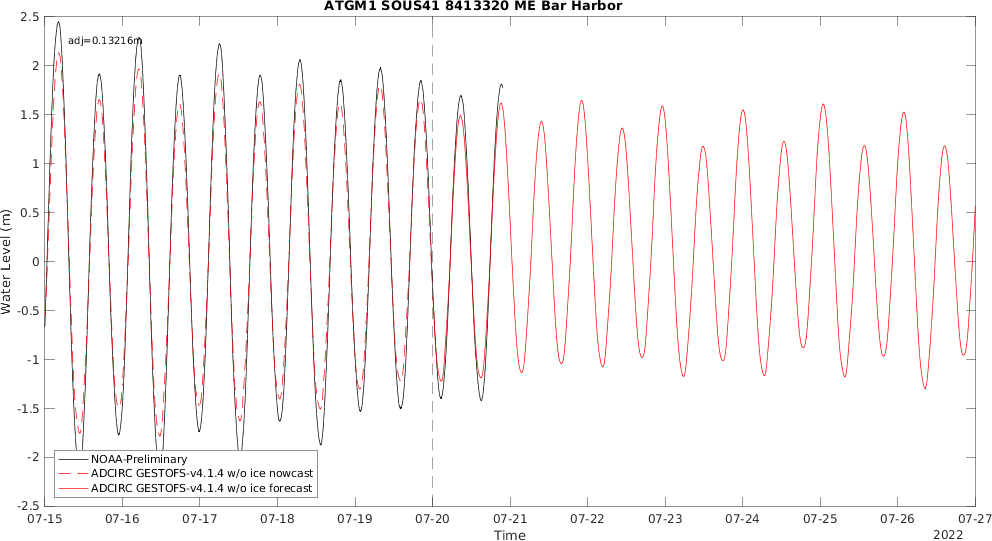 ATGM1 SOUS41 8413320 ME Bar Harbor
adj=0.13216m
2.5
2
1.5
1
0.5
0
-0.5
-1
-1.5
-2
-2.5
Water Level (m)
NOAA-Preliminary
ADCIRC GESTOFS-v4.1.4 w/o ice nowcast
ADCIRC GESTOFS-v4.1.4 w/o ice forecast
07-15 07-16 07-17 07-18 07-19 07-20 07-21 07-22 07-23 07-24 07-25 07-26 07-27
Time
2022